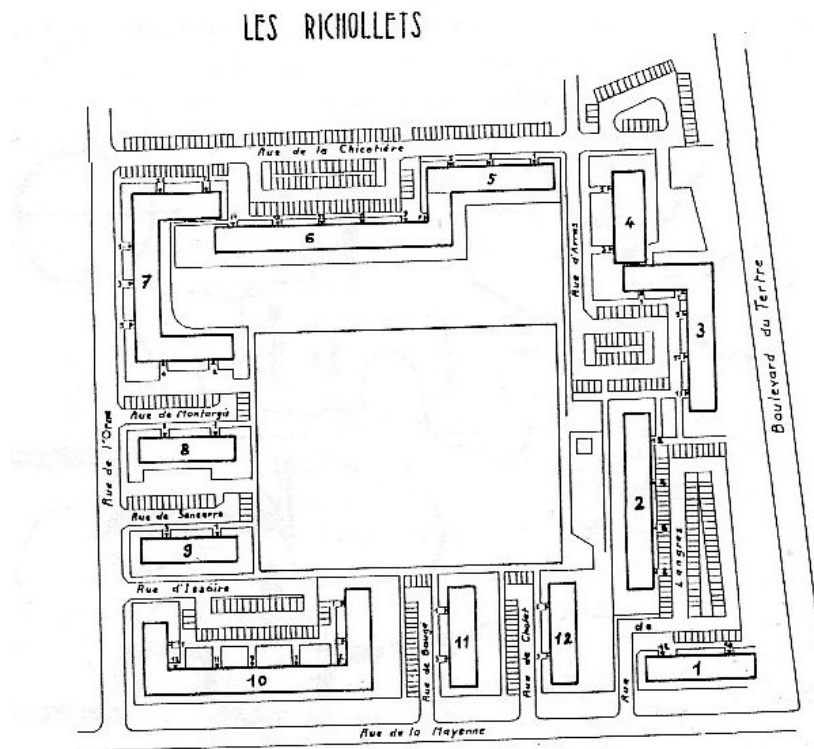 LES RICHOLLETS
Rue de la Chicotière
5
4
6
7
Rue d'Arras
3
Boulevard du Tertre
Rue de Montargis
Rue de l'Orne
8
2
Rue de Sancerre
9
Langres
de
Rue
Rue d'Issoire
11
12
Rue de Baugé
Rue de Cholet
10
1
Rue de la Mayenne